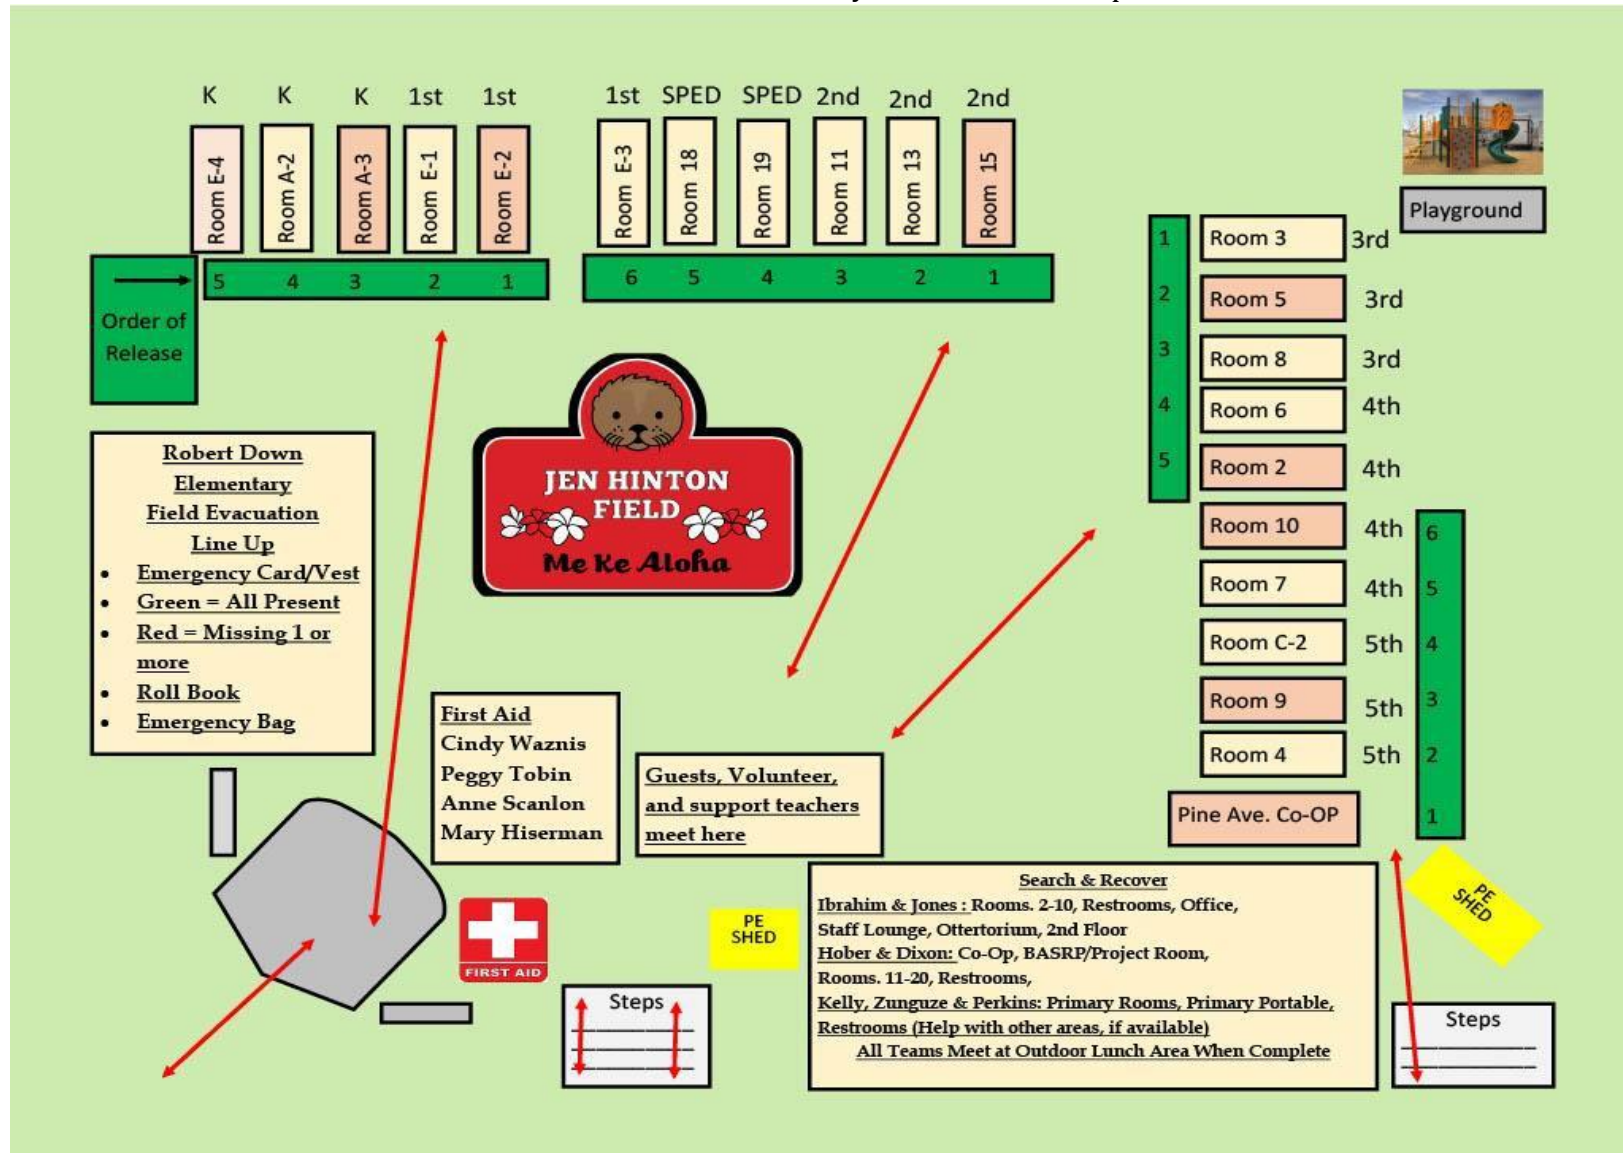 K K K 1st 1st 1st SPED SPED 2nd 2nd 2nd
Room E-4
Room A-2
Room A-3
Room E-1
Room E-2
Room E-3
Room 18
Room 19
Room 11
Room 13
Room 15
5 4 3 2 1
6 5 4 3 2 1
Order of
Release
Playground
1 Room 3 3rd
2 Room 5 3rd
3 Room 8 3rd
4 Room 6 4th
5 Room 2 4th
Room 10 4th 6
Room 7 4th 5
Room C-2 5th 4
Room 9 5th 3
Room 4 5th 2
Pine Ave. Co-OP 1
JEN HINTON
FIELD
Me Ke Aloha
Robert Down
Elementary
Field Evacuation
Line Up
• Emergency Card/Vest
• Green = All Present
• Red = Missing 1 or
more
• Roll Book
• Emergency Bag
First Aid
Cindy Waznis
Peggy Tobin
Anne Scanlon
Mary Hiserman
Guests, Volunteer,
and support teachers
meet here
FIRST AID
PE
SHED
Steps
Search & Recover
Ibrahim & Jones : Rooms. 2-10, Restrooms, Office,
Staff Lounge, Ottertorium, 2nd Floor
Hober & Dixon: Co-Op, BASRP/Project Room,
Rooms. 11-20, Restrooms,
Kelly, Zunguze & Perkins: Primary Rooms, Primary Portable,
Restrooms (Help with other areas, if available)
All Teams Meet at Outdoor Lunch Area When Complete
PE
SHED
Steps